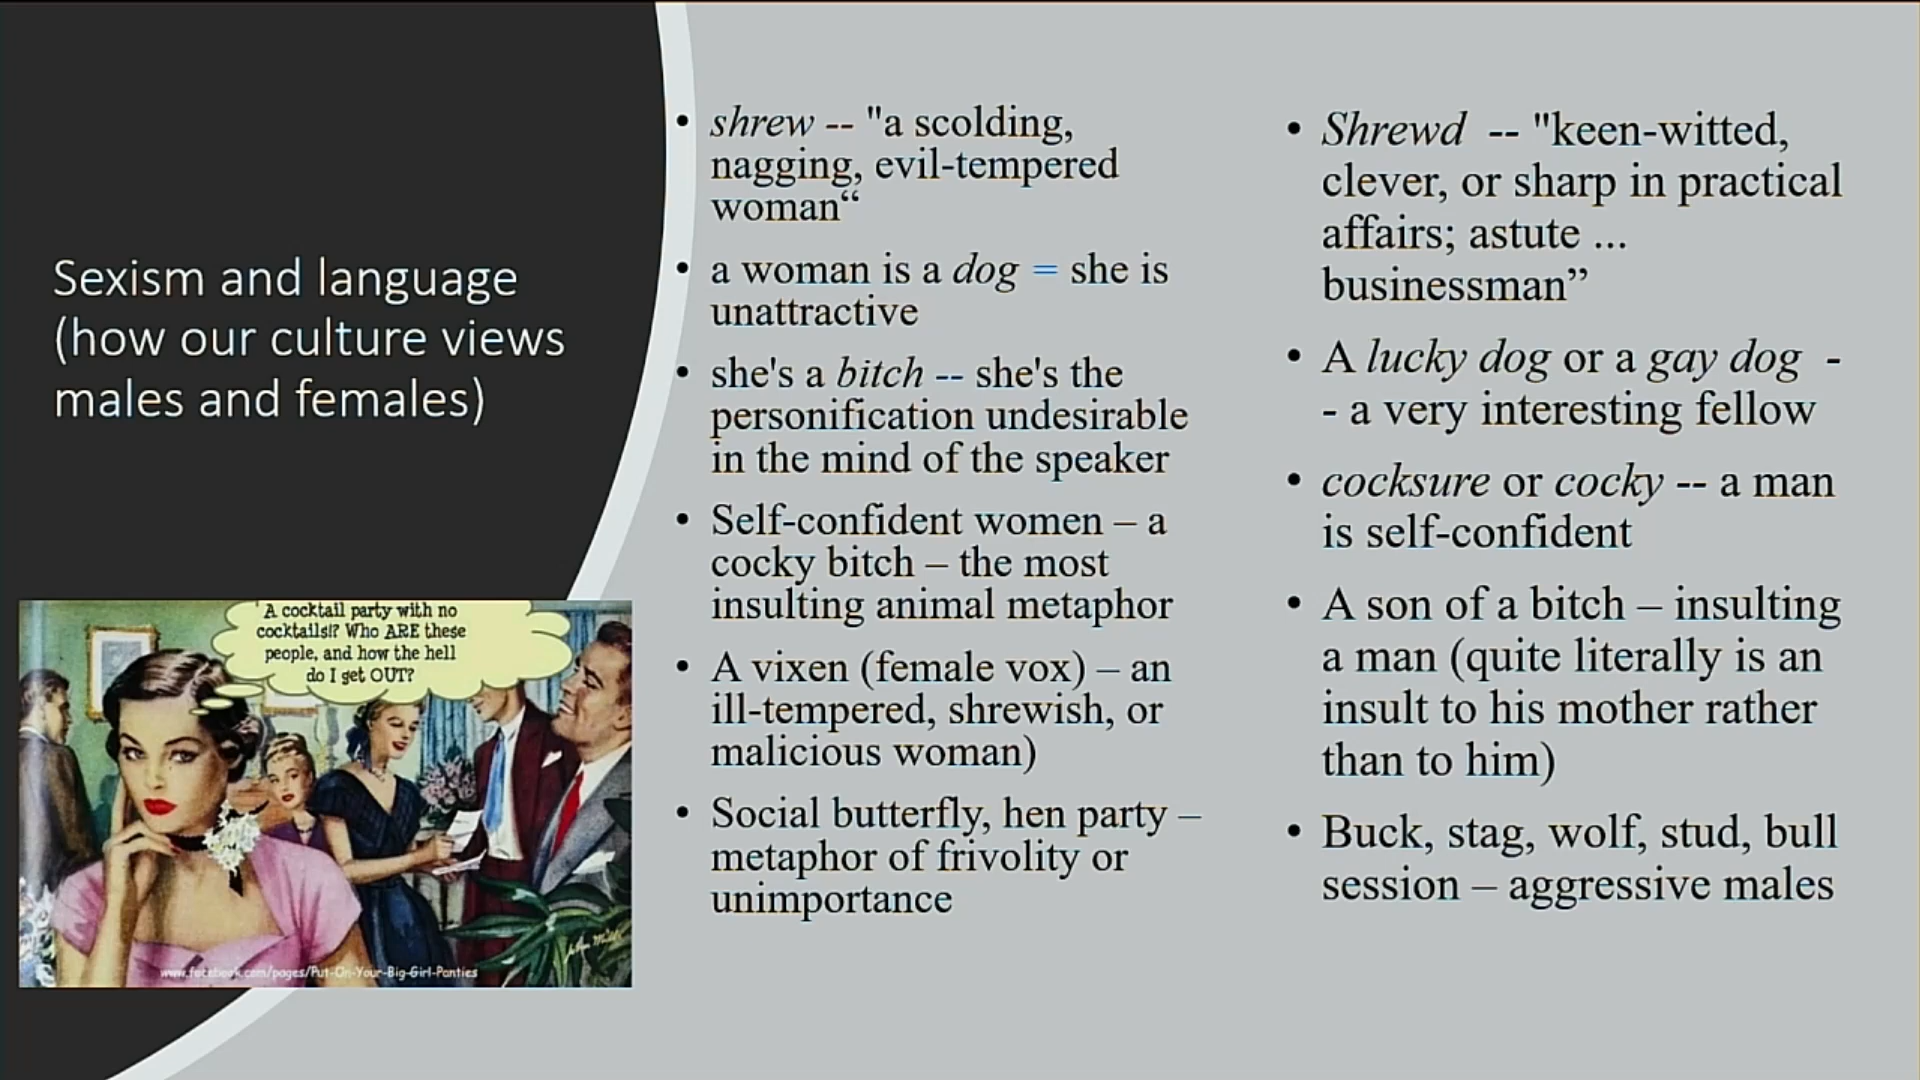 Sexism and language
(how our culture views
males and females)
A cocktail party with no
cocktails!? Who ARE these
people, and how the hell
do I get OUT?
www.facebook.com/pages/Put-On-Your-Big-Girl-Panties
• shrew -- "a scolding,
nagging, evil-tempered
woman“
• a woman is a dog = she is
unattractive
• she's a bitch -- she's the
personification undesirable
in the mind of the speaker
• Self-confident women – a
cocky bitch – the most
insulting animal metaphor
• A vixen (female vox) – an
ill-tempered, shrewish, or
malicious woman)
• Social butterfly, hen party –
metaphor of frivolity or
unimportance
• Shrewd -- "keen-witted,
clever, or sharp in practical
affairs; astute ...
businessman”
• A lucky dog or a gay dog -
- a very interesting fellow
• cocksure or cocky -- a man
is self-confident
• A son of a bitch – insulting
a man (quite literally is an
insult to his mother rather
than to him)
• Buck, stag, wolf, stud, bull
session – aggressive males